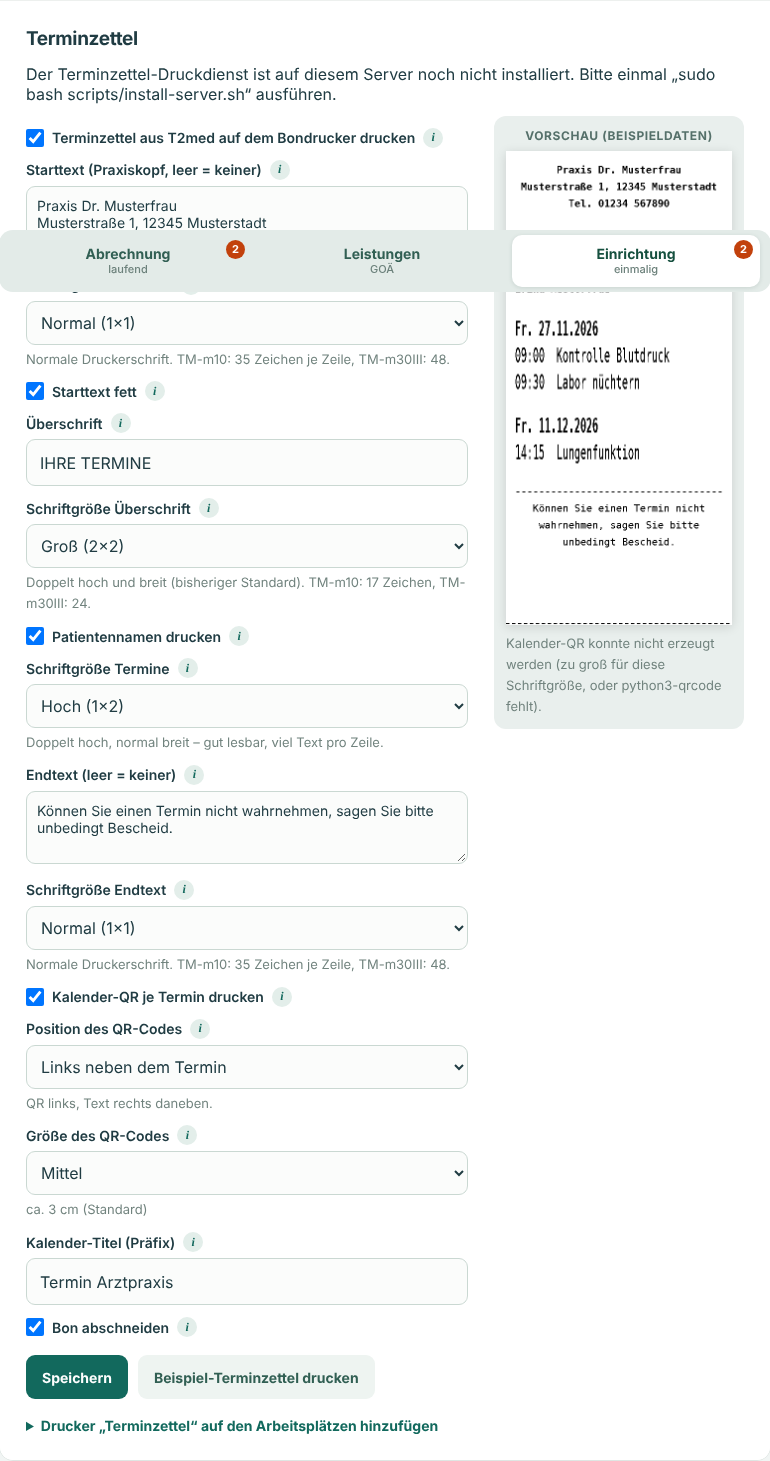 Terminzettel
Der Terminzettel-Druckdienst ist auf diesem Server noch nicht installiert. Bitte einmal „sudo
bash scripts/install-server.sh“ ausführen.
Terminzettel aus T2med auf dem Bondrucker drucken i
Starttext (Praxiskopf, leer = keiner) i
Praxis Dr. Musterfrau
Musterstraße 1, 12345 Musterstadt
Abrechnung 2
laufend
Leistungen
GOÄ
Einrichtung 2
einmalig
Normal (1×1)
Normale Druckerschrift. TM-m10: 35 Zeichen je Zeile, TM-m30III: 48.
Starttext fett i
Überschrift i
IHRE TERMINE
Schriftgröße Überschrift i
Groß (2×2)
Doppelt hoch und breit (bisheriger Standard). TM-m10: 17 Zeichen, TM-
m30III: 24.
Patientennamen drucken i
Schriftgröße Termine i
Hoch (1×2)
Doppelt hoch, normal breit – gut lesbar, viel Text pro Zeile.
Endtext (leer = keiner) i
Können Sie einen Termin nicht wahrnehmen, sagen Sie bitte
unbedingt Bescheid.
Schriftgröße Endtext i
Normal (1×1)
Normale Druckerschrift. TM-m10: 35 Zeichen je Zeile, TM-m30III: 48.
Kalender-QR je Termin drucken i
Position des QR-Codes i
Links neben dem Termin
QR links, Text rechts daneben.
Größe des QR-Codes i
Mittel
ca. 3 cm (Standard)
Kalender-Titel (Präfix) i
Termin Arztpraxis
Bon abschneiden i
Speichern
Beispiel-Terminzettel drucken
Drucker „Terminzettel“ auf den Arbeitsplätzen hinzufügen
VORSCHAU (BEISPIELDATEN)
Praxis Dr. Musterfrau
Musterstraße 1, 12345 Musterstadt
Tel. 01234 567890
Fr. 27.11.2026
09:00 Kontrolle Blutdruck
09:30 Labor nüchtern
Fr. 11.12.2026
14:15 Lungenfunktion
Können Sie einen Termin nicht
wahrnehmen, sagen Sie bitte
unbedingt Bescheid.
Kalender-QR konnte nicht erzeugt
werden (zu groß für diese
Schriftgröße, oder python3-qrcode
fehlt).